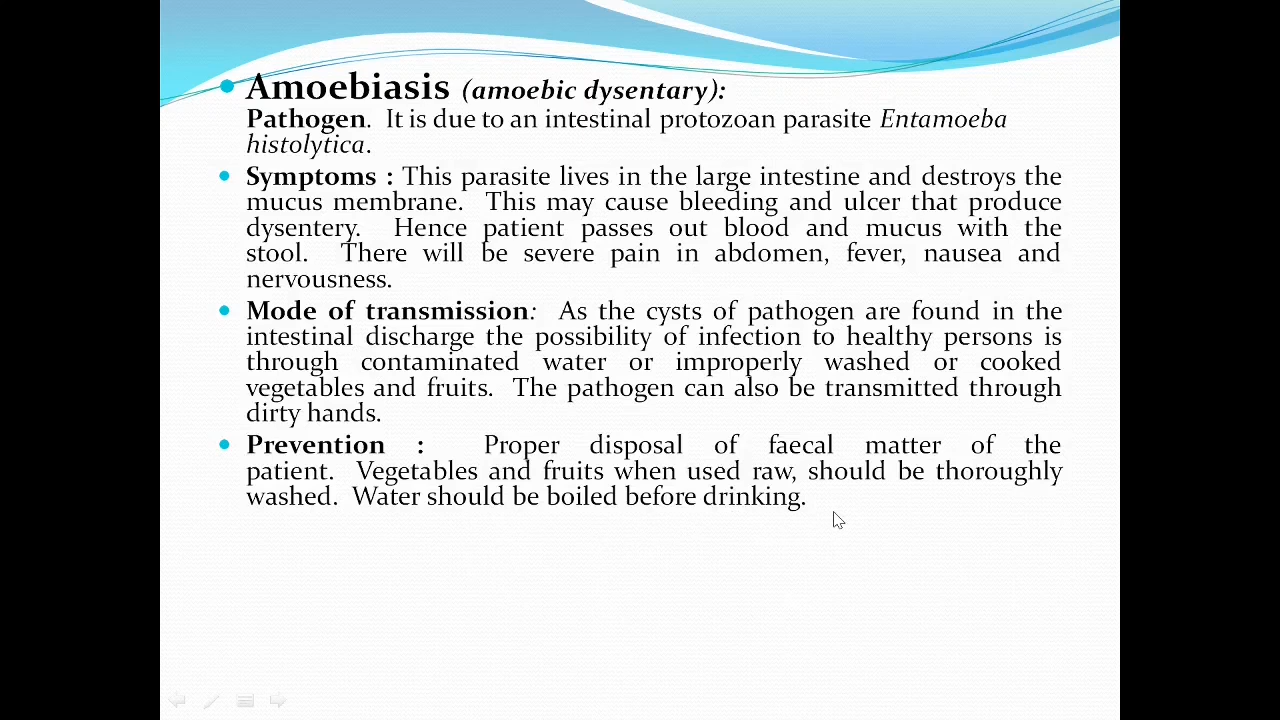 Amoebiasis (amoebic dysentary):
Pathogen. It is due to an intestinal protozoan parasite Entamoeba
histolytica.
Symptoms : This parasite lives in the large intestine and destroys the
mucus membrane. This may cause bleeding and ulcer that produce
dysentery. Hence patient passes out blood and mucus with the
stool. There will be severe pain in abdomen, fever, nausea and
nervousness.
Mode of transmission: As the cysts of pathogen are found in the
intestinal discharge the possibility of infection to healthy persons is
through contaminated water or improperly washed or cooked
vegetables and fruits. The pathogen can also be transmitted through
dirty hands.
Prevention : Proper disposal of faecal matter of the
patient. Vegetables and fruits when used raw, should be thoroughly
washed. Water should be boiled before drinking.